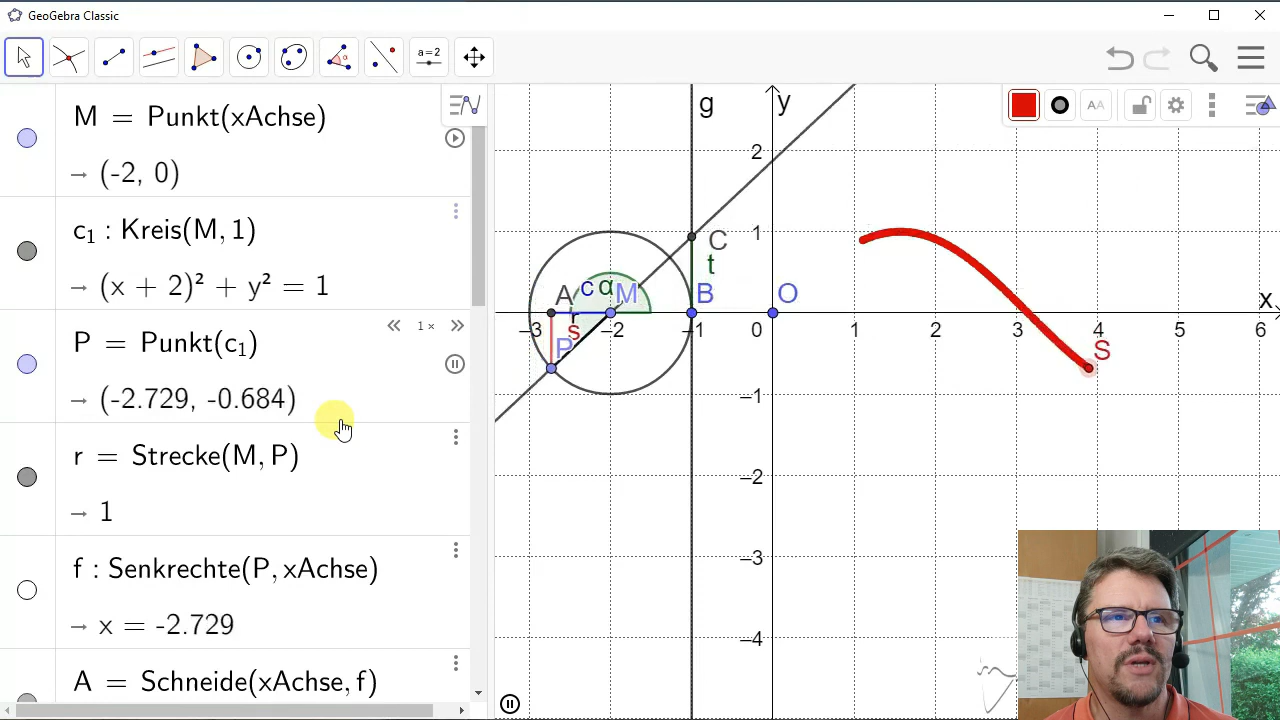 GeoGebra Classic
a=2
M = Punkt(xAchse)
→ (-2, 0)
c₁ : Kreis(M, 1)
→ (x + 2)² + y² = 1
1 ×
P = Punkt(c₁)
→ (-2.729, -0.684)
r = Strecke(M, P)
→ 1
f : Senkrechte(P, xAchse)
→ x = -2.729
A = Schneide(xAchse, f)
AA
g
y
2
1
C
t
A
c
α
M
B
O
x
–3
–2
–1
0
1
2
3
4
5
6
r
s
P
S
–1
–2
–3
–4